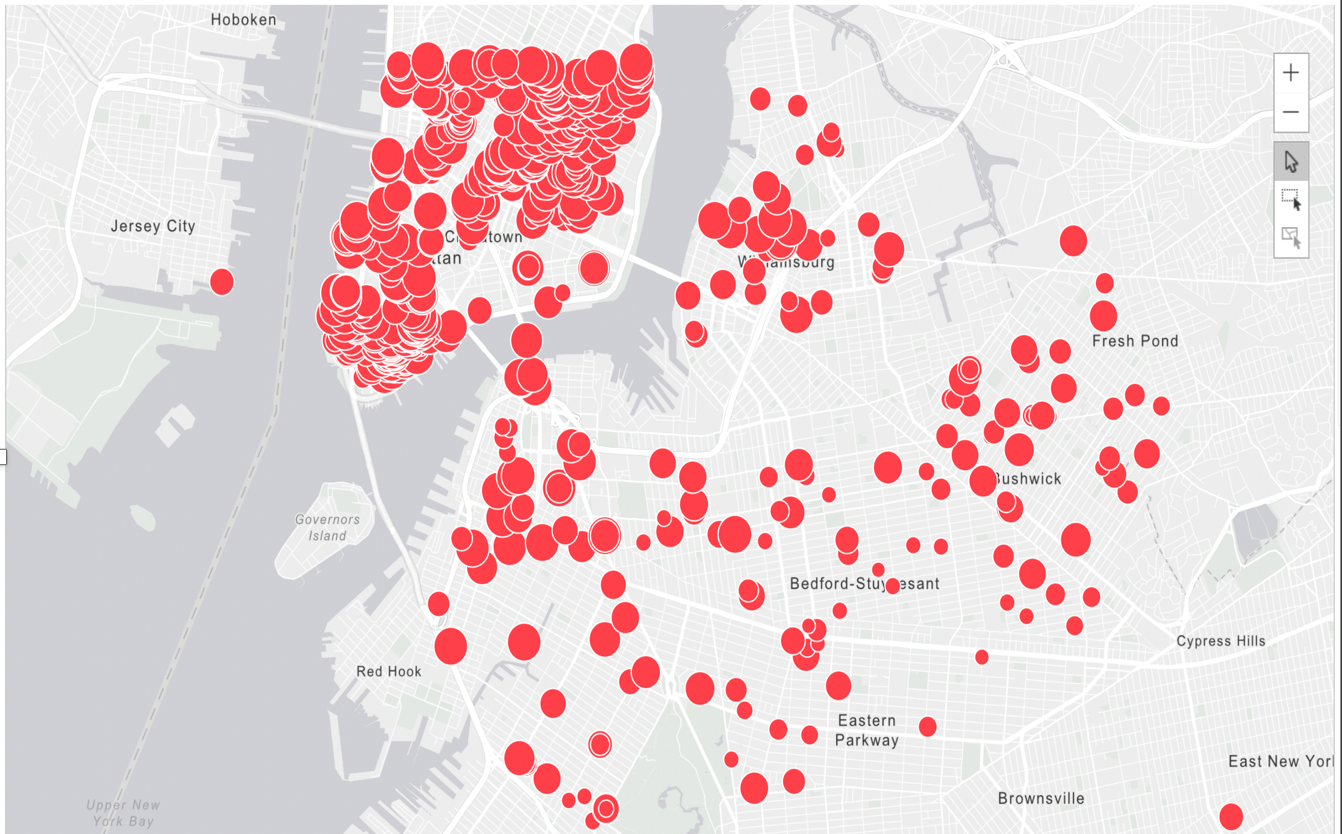 Hoboken
Jersey City
Williamsburg
Fresh Pond
Bushwick
Governors
Island
Bedford-Stuyvesant
Cypress Hills
Red Hook
Eastern
Parkway
East New Yor
Brownsville
Upper New
York Bay
+
−